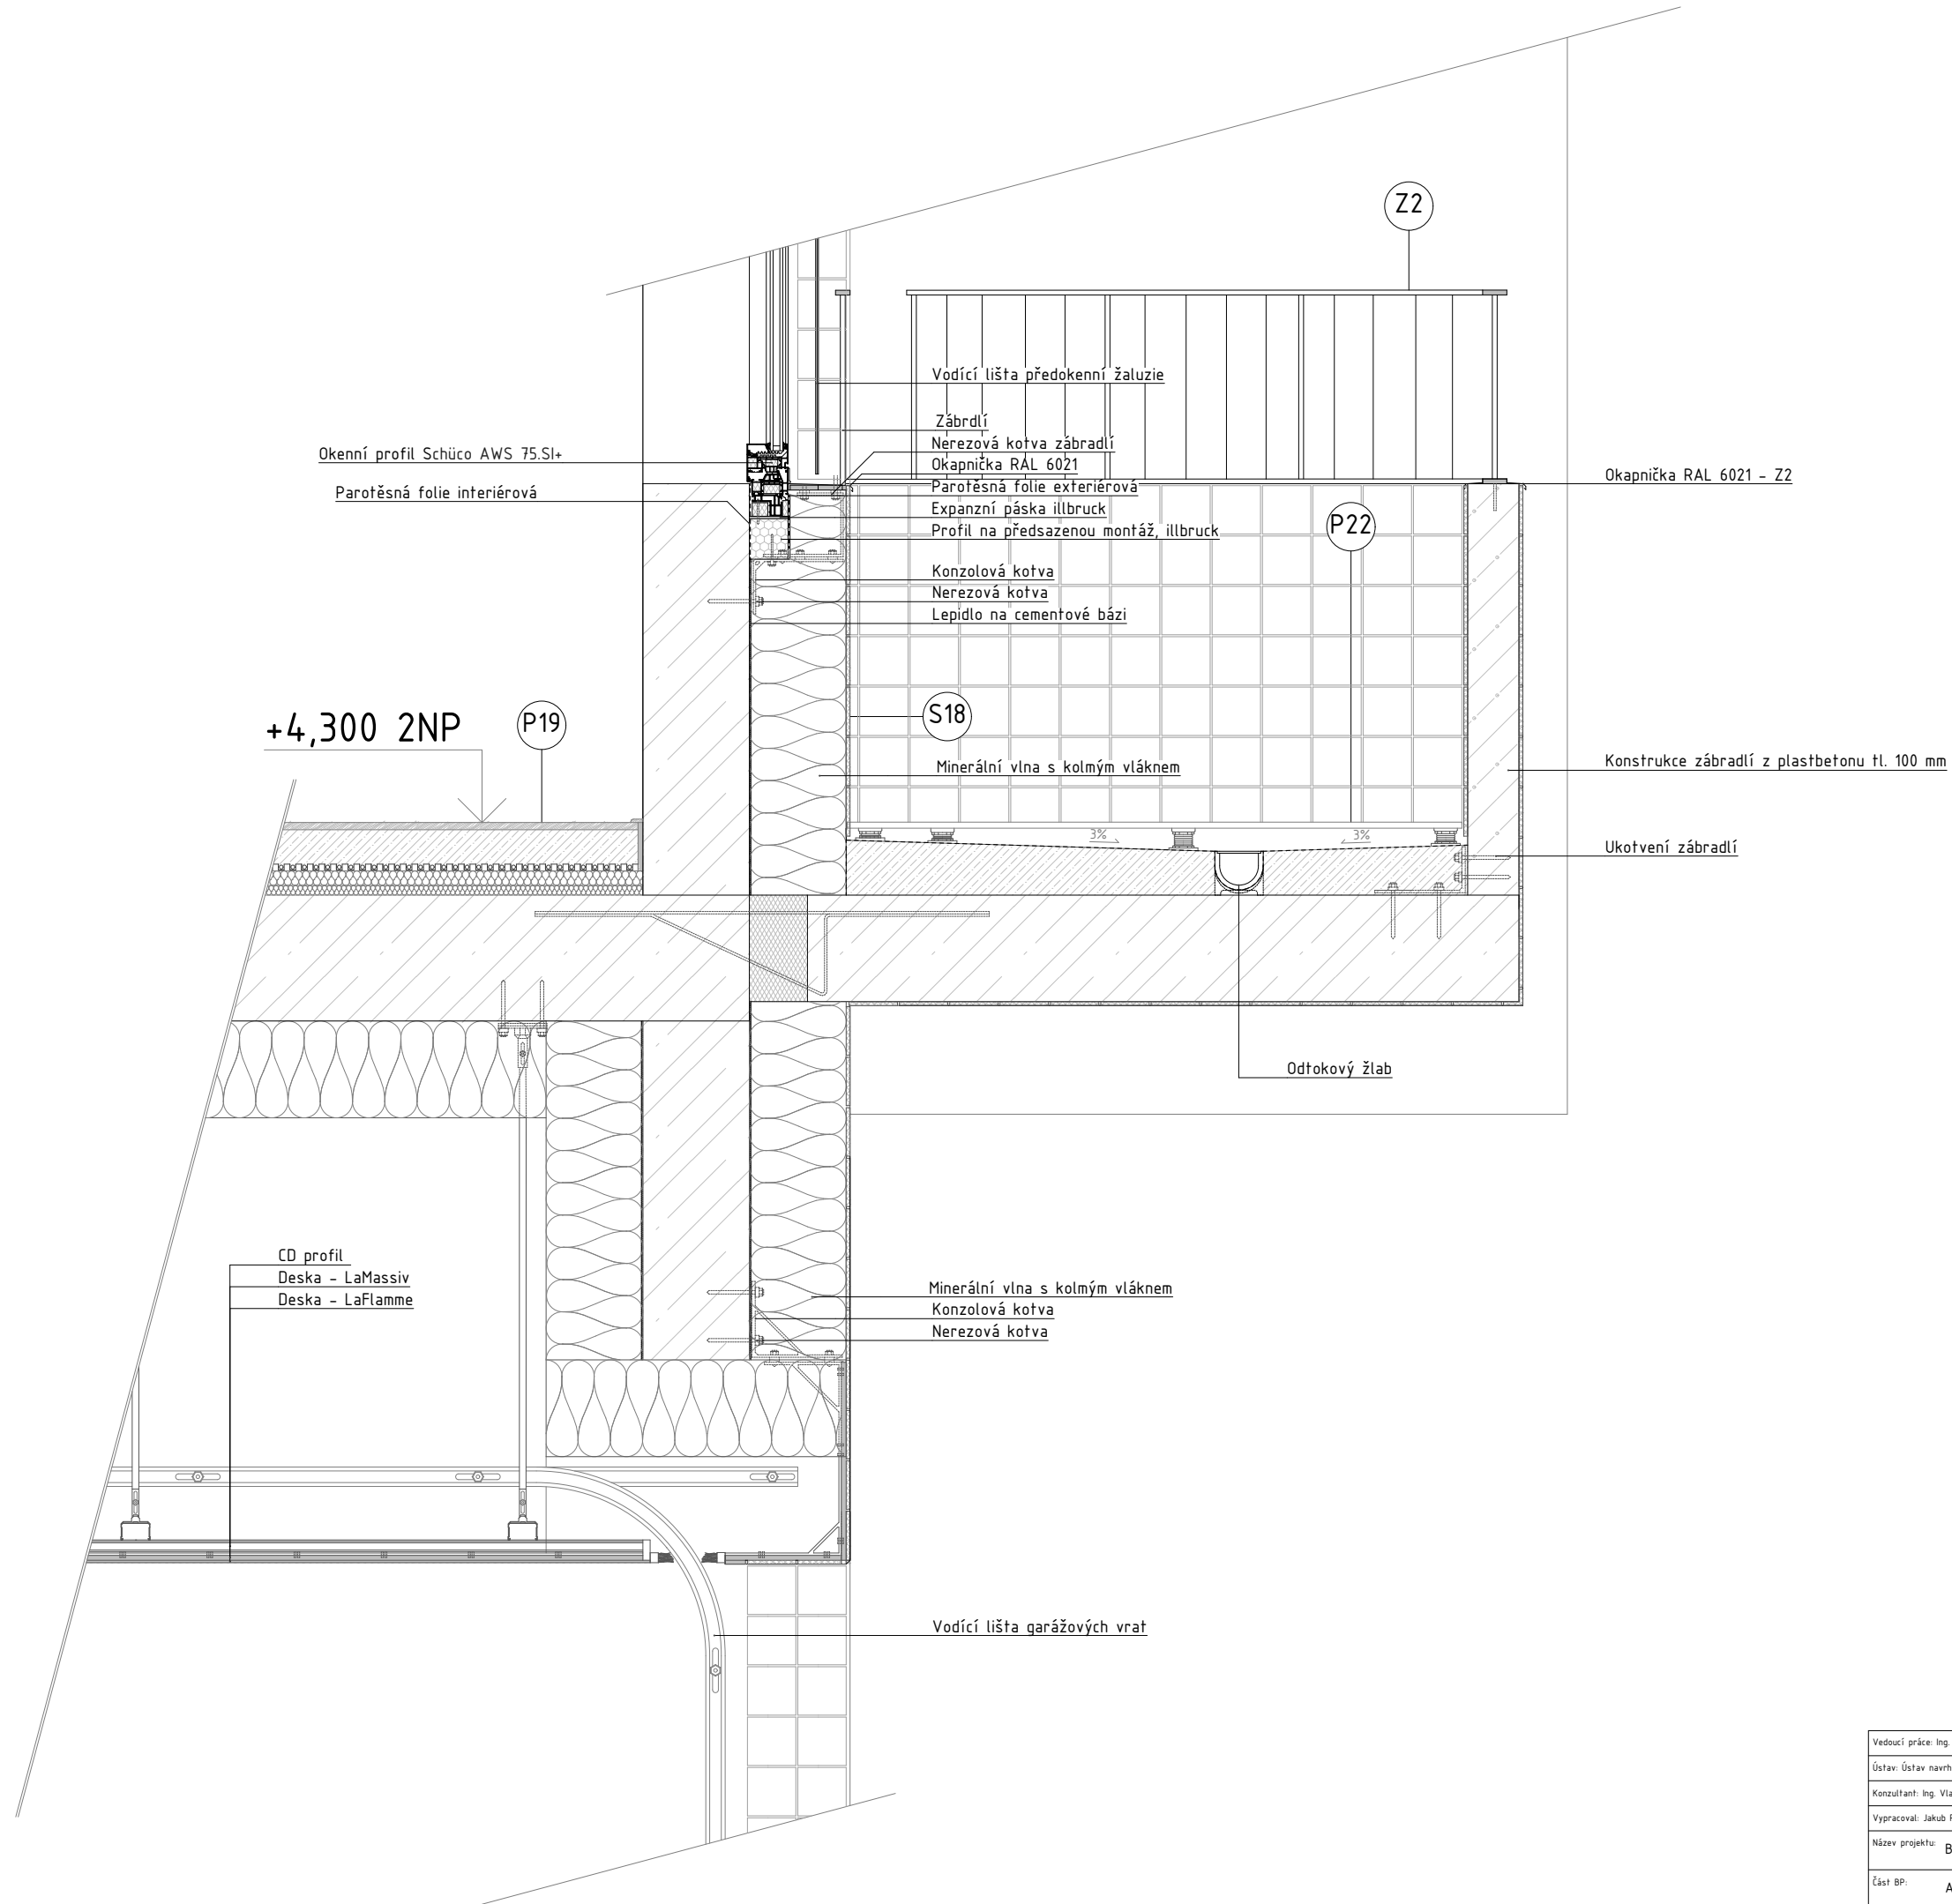 Z2
Vodící lišta předokenní žaluzie
Zábrdlí
Nerezová kotva zábradlí
Okenní profil Schüco AWS 75.SI+
Okapnička RAL 6021
Okapnička RAL 6021 - Z2
Parotěsná folie interiérová
Parotěsná folie exteriérová
Expanzní páska illbruck
P22
Profil na předsazenou montáž, illbruck
Konzolová kotva
Nerezová kotva
Lepidlo na cementové bázi
S18
+4,300 2NP
P19
Minerální vlna s kolmým vláknem
Konstrukce zábradlí z plastbetonu tl. 100 mm
3%
3%
Ukotvení zábradlí
Odtokový žlab
CD profil
Deska - LaMassiv
Deska - LaFlamme
Minerální vlna s kolmým vláknem
Konzolová kotva
Nerezová kotva
Vodící lišta garážových vrat
Vedoucí práce: Ing.
Ústav: Ústav navrh
Konzultant: Ing. Vla
Vypracoval: Jakub
Název projektu: B
Část BP: A